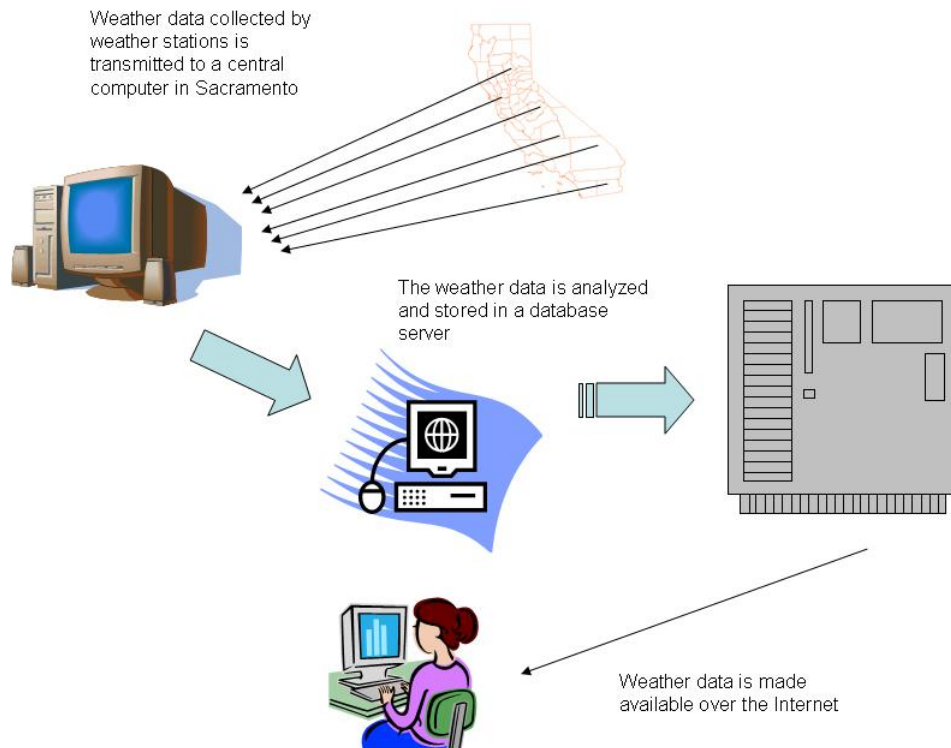 Weather data collected by
weather stations is
transmitted to a central
computer in Sacramento
The weather data is analyzed
and stored in a database
server
Weather data is made
available over the Internet